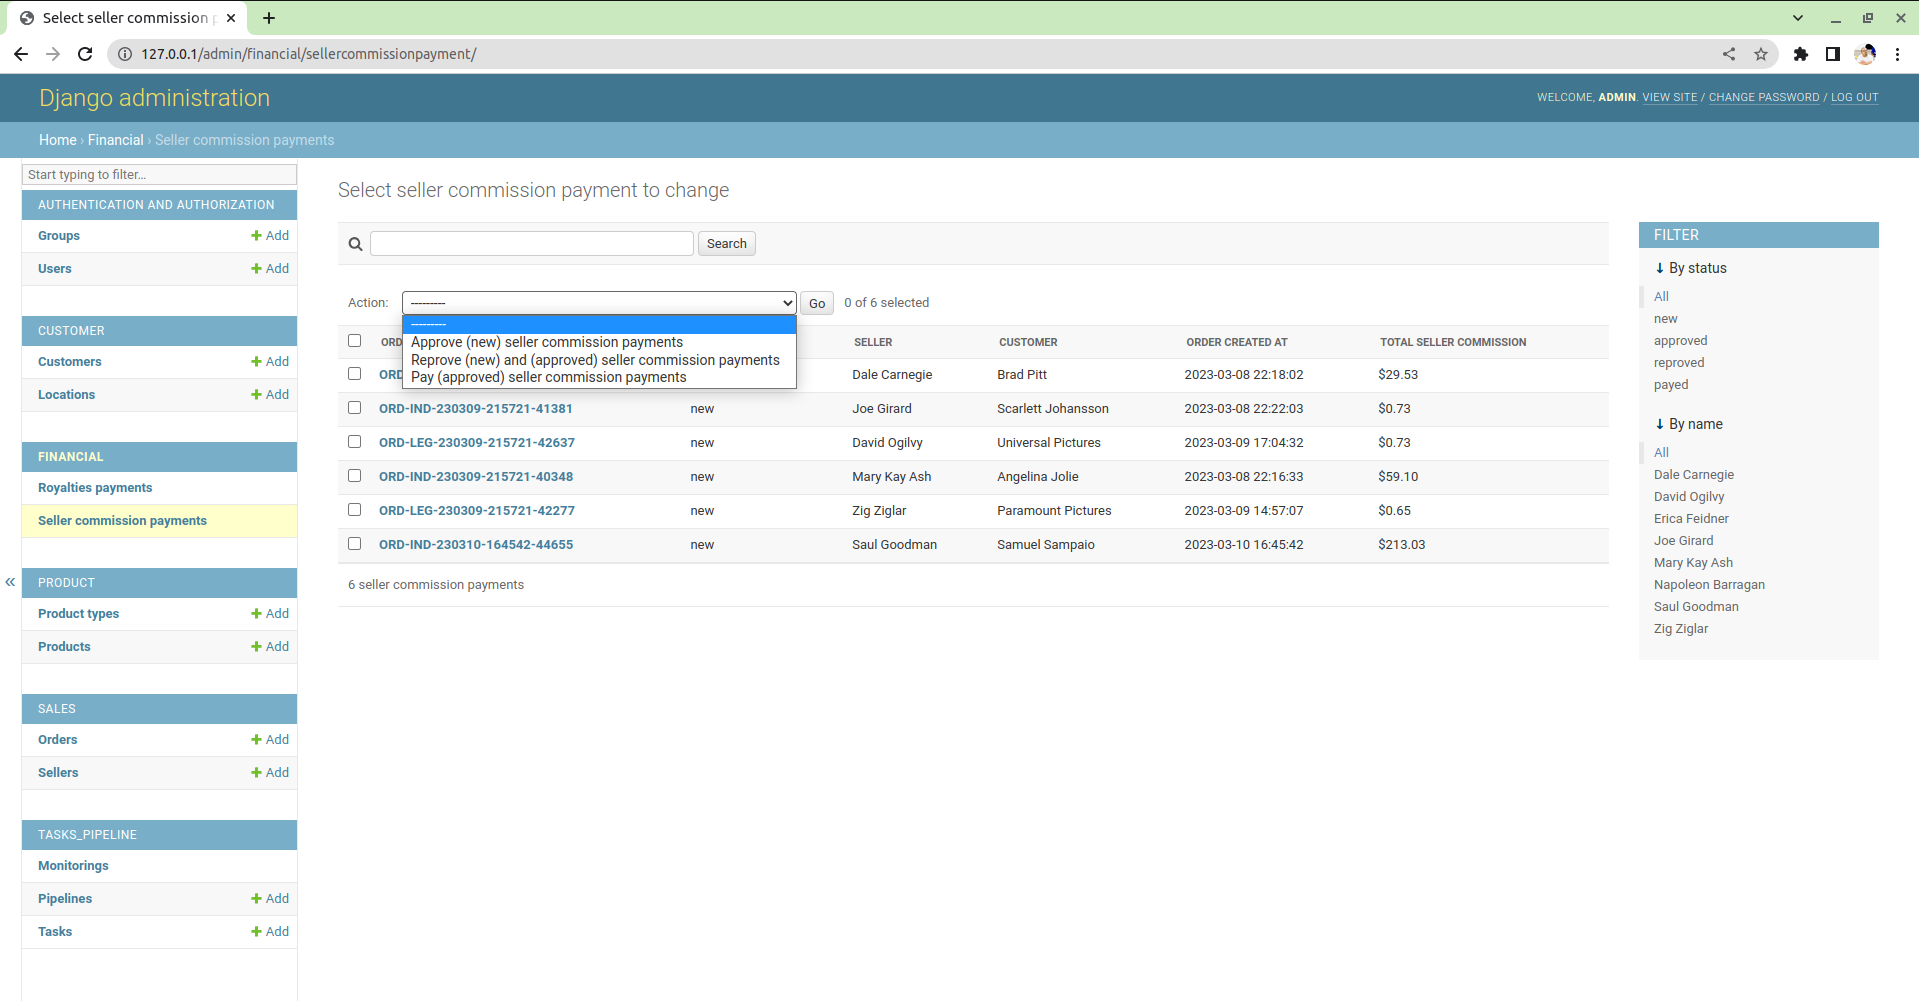 Select seller commission p
127.0.0.1/admin/financial/sellercommissionpayment/
Django administration
WELCOME, ADMIN. VIEW SITE / CHANGE PASSWORD / LOG OUT
Home › Financial › Seller commission payments
Start typing to filter...
AUTHENTICATION AND AUTHORIZATION
Groups + Add
Users + Add
CUSTOMER
Customers + Add
Locations + Add
FINANCIAL
Royalties payments
Seller commission payments
«
PRODUCT
Product types + Add
Products + Add
SALES
Orders + Add
Sellers + Add
TASKS_PIPELINE
Monitorings
Pipelines + Add
Tasks + Add
Select seller commission payment to change
Search
Action: --------- Go 0 of 6 selected
---------
Approve (new) seller commission payments
Reprove (new) and (approved) seller commission payments
Pay (approved) seller commission payments
ORD SELLER CUSTOMER ORDER CREATED AT TOTAL SELLER COMMISSION
ORD Dale Carnegie Brad Pitt 2023-03-08 22:18:02 $29.53
ORD-IND-230309-215721-41381 new Joe Girard Scarlett Johansson 2023-03-08 22:22:03 $0.73
ORD-LEG-230309-215721-42637 new David Ogilvy Universal Pictures 2023-03-09 17:04:32 $0.73
ORD-IND-230309-215721-40348 new Mary Kay Ash Angelina Jolie 2023-03-08 22:16:33 $59.10
ORD-LEG-230309-215721-42277 new Zig Ziglar Paramount Pictures 2023-03-09 14:57:07 $0.65
ORD-IND-230310-164542-44655 new Saul Goodman Samuel Sampaio 2023-03-10 16:45:42 $213.03
6 seller commission payments
FILTER
↓ By status
All
new
approved
reproved
payed
↓ By name
All
Dale Carnegie
David Ogilvy
Erica Feidner
Joe Girard
Mary Kay Ash
Napoleon Barragan
Saul Goodman
Zig Ziglar